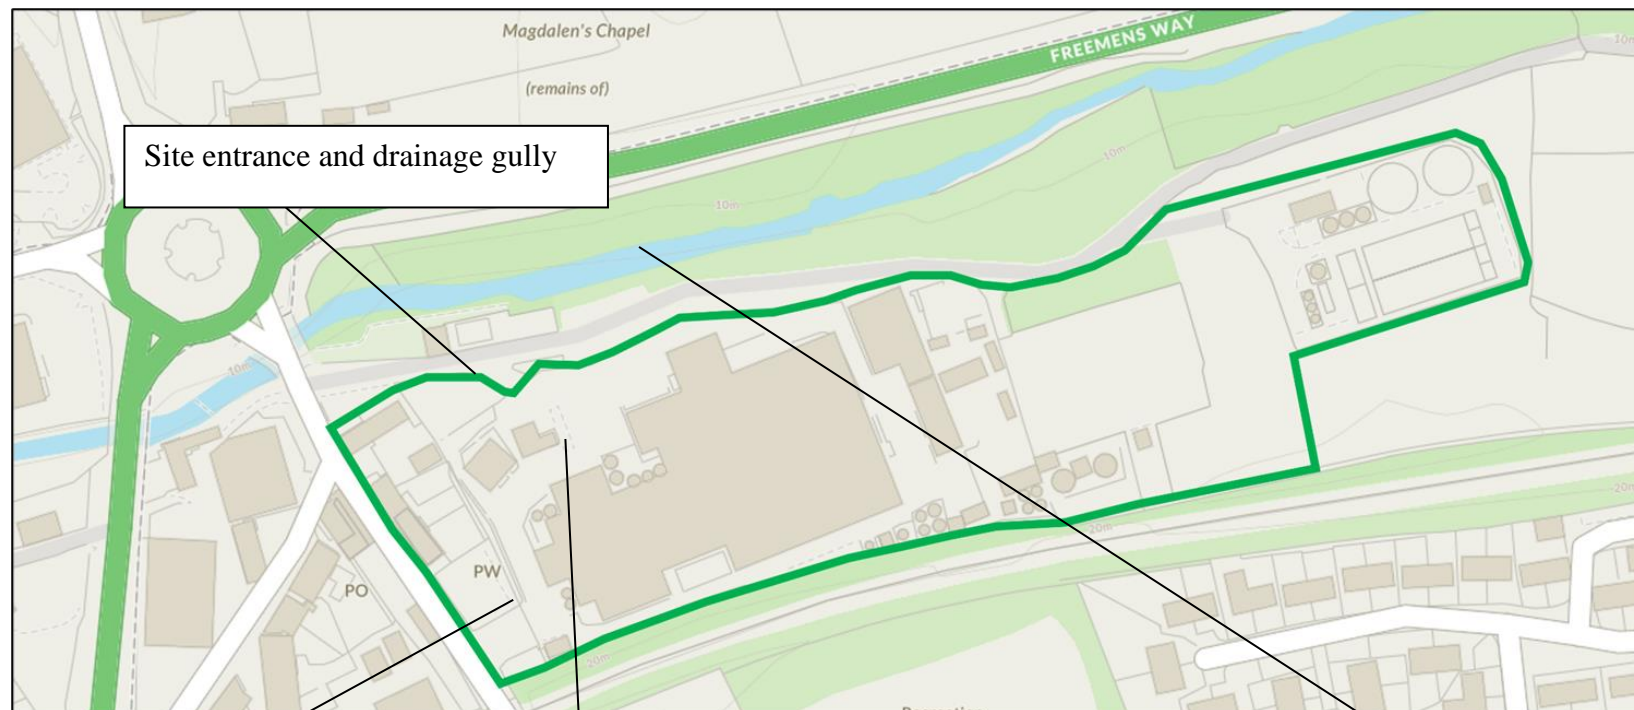 Magdalen's Chapel
(remains of)
FREEMENS WAY
10m
Site entrance and drainage gully
10m
10m
10m
20m
20m
PW
PO
20m